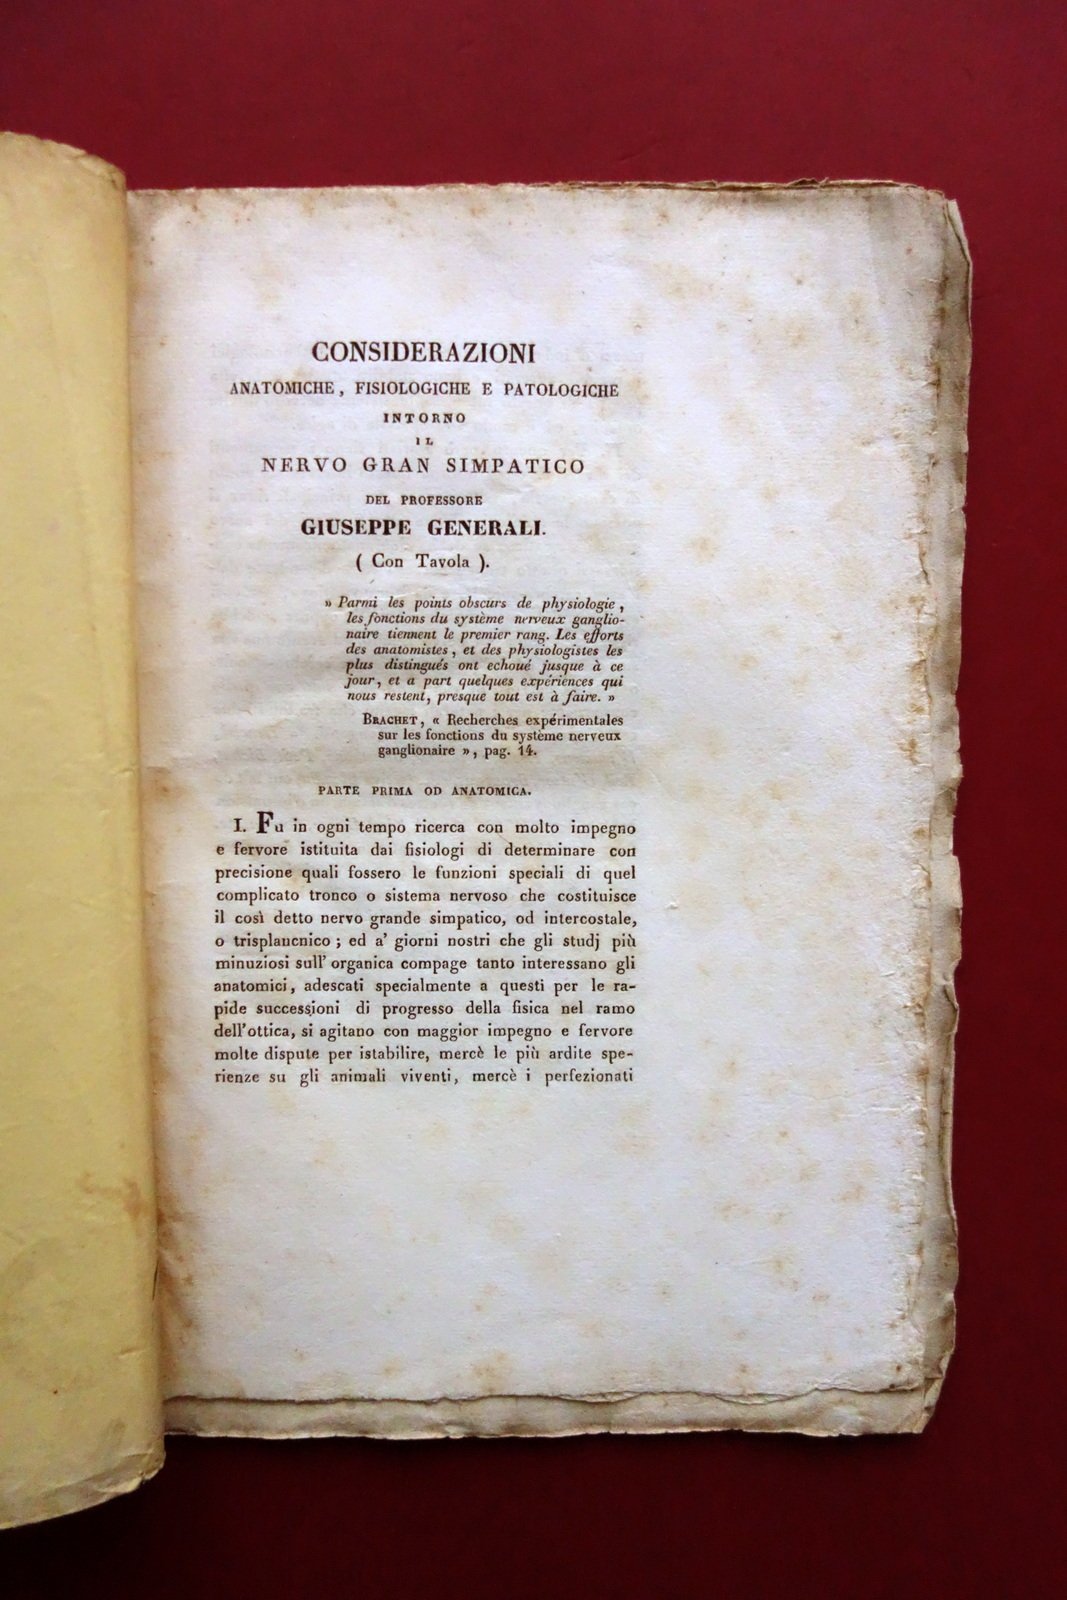 CONSIDERAZIONI
ANATOMICHE, FISIOLOGICHE E PATOLOGICHE
INTORNO
IL
NERVO GRAN SIMPATICO
DEL PROFESSORE
GIUSEPPE GENERALI.
( Con Tavola ).
» Parmi les points obscurs de physiologie,
les fonctions du système nerveux ganglio-
naire tiennent le premier rang. Les efforts
des anatomistes, et des physiologistes les
plus distingués ont echoué jusque à ce
jour, et a part quelques expériences qui
nous restent, presque tout est à faire. »
BRACHET, « Recherches expérimentales
sur les fonctions du système nerveux
ganglionaire », pag. 14.
PARTE PRIMA OD ANATOMICA.
I. Fu in ogni tempo ricerca con molto impegno
e fervore istituita dai fisiologi di determinare con
precisione quali fossero le funzioni speciali di quel
complicato tronco o sistema nervoso che costituisce
il così detto nervo grande simpatico, od intercostale,
o trisplancnico; ed a' giorni nostri che gli studj più
minuziosi sull' organica compage tanto interessano gli
anatomici, adescati specialmente a questi per le ra-
pide successioni di progresso della fisica nel ramo
dell'ottica, si agitano con maggior impegno e fervore
molte dispute per istabilire, mercè le più ardite spe-
rienze su gli animali viventi, mercè i perfezionati